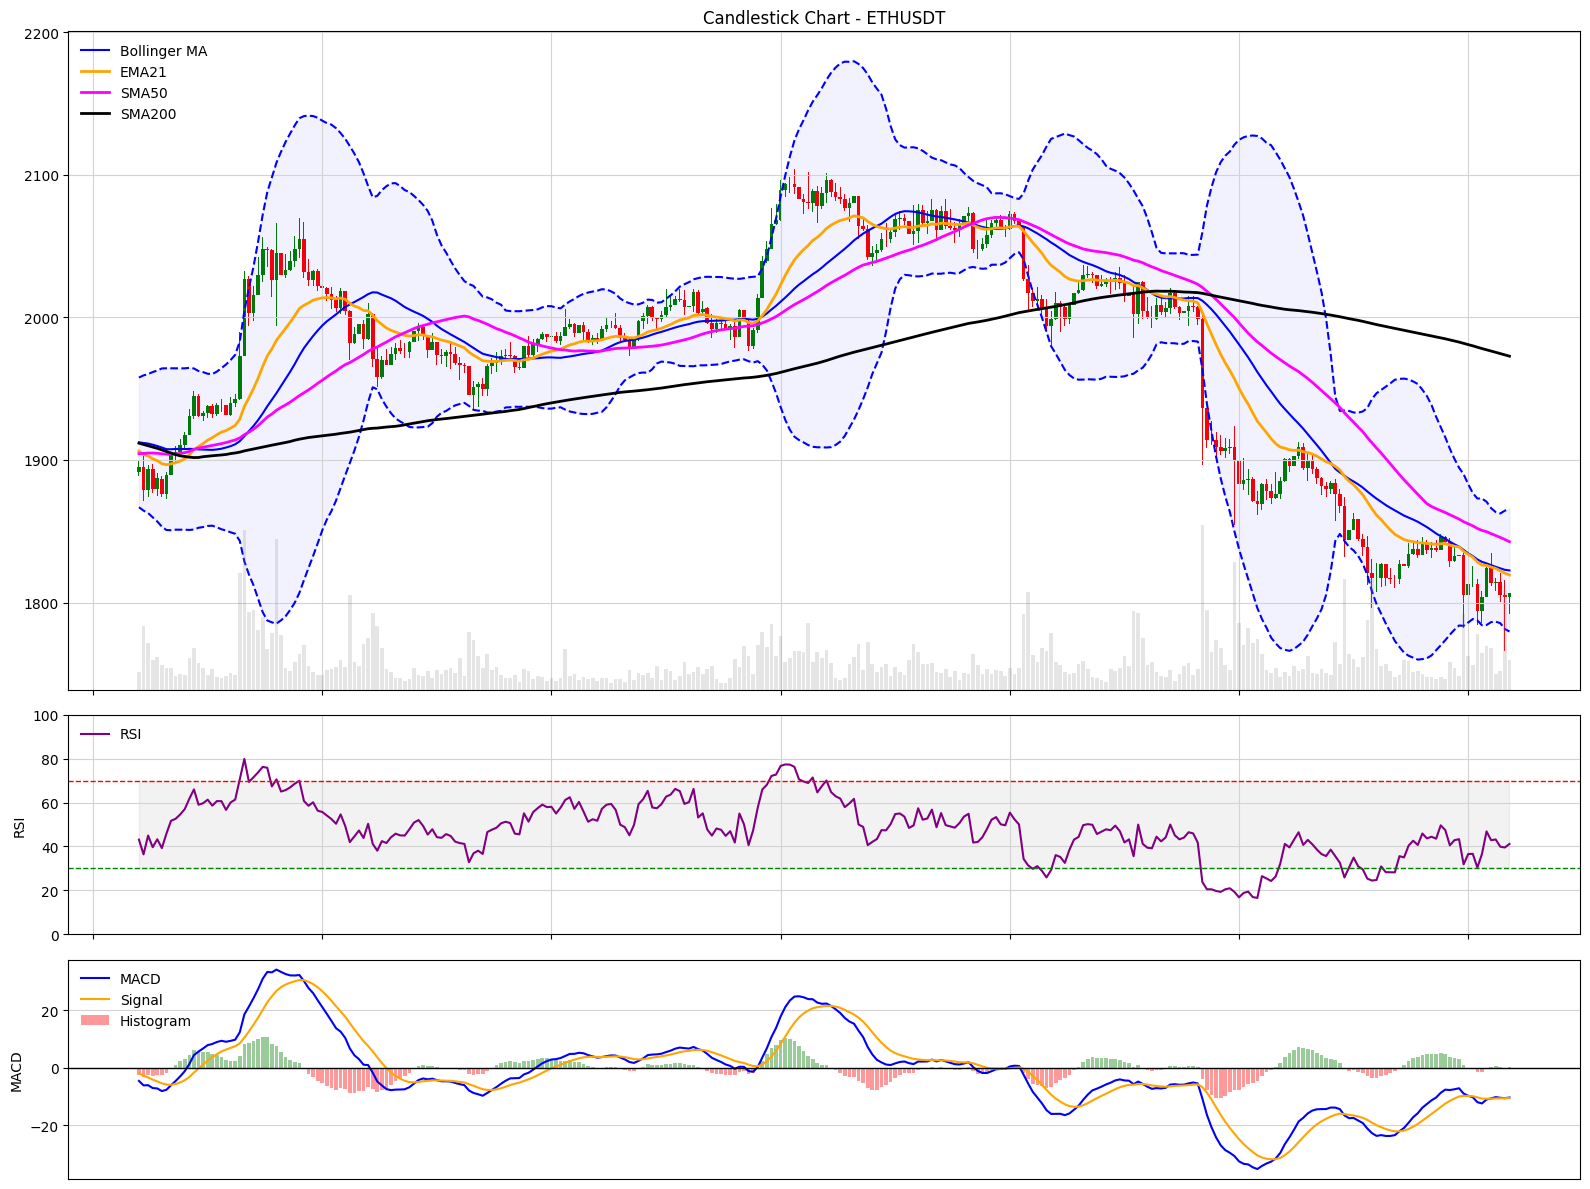 Candlestick Chart - ETHUSDT
2200
2100
2000
1900
1800
Bollinger MA
EMA21
SMA50
SMA200
100
80
60
40
20
0
RSI
RSI
20
0
−20
MACD
MACD
Signal
Histogram